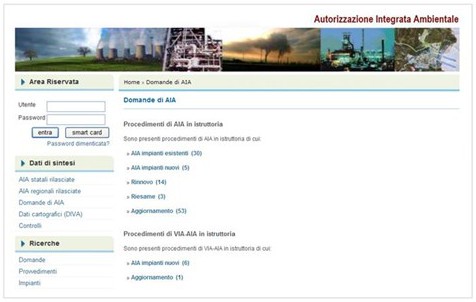 Autorizzazione Integrata Ambientale
Area Riservata
Utente
Password
entra
smart card
Password dimenticata?
Dati di sintesi
AIA statali rilasciate
AIA regionali rilasciate
Domande di AIA
Dati cartografici (DIVA)
Controlli
Ricerche
Domande
Provvedimenti
Impianti
Home » Domande di AIA
Domande di AIA
Procedimenti di AIA in istruttoria
Sono presenti procedimenti di AIA in istruttoria di cui:
» AIA impianti esistenti (30)
» AIA impianti nuovi (5)
» Rinnovo (14)
» Riesame (3)
» Aggiornamento (53)
Procedimenti di VIA-AIA in istruttoria
Sono presenti procedimenti di VIA-AIA in istruttoria di cui:
» AIA impianti nuovi (6)
» Aggiornamento (1)